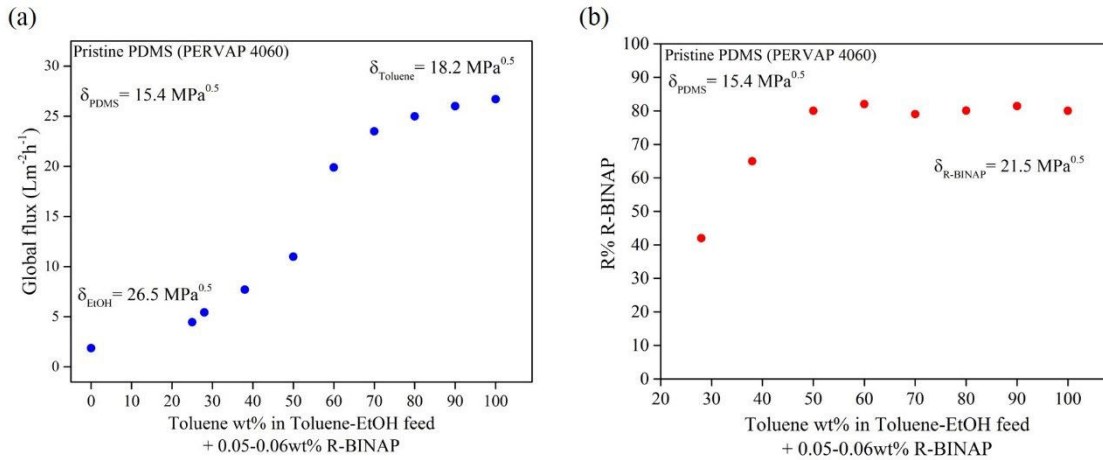 (a)
Pristine PDMS (PERVAP 4060)
δToluene= 18.2 MPa0.5
δPDMS= 15.4 MPa0.5
δEtOH= 26.5 MPa0.5
Global flux (Lm-2h-1)
30
25
20
15
10
5
0
0 10 20 30 40 50 60 70 80 90 100
Toluene wt% in Toluene-EtOH feed
+ 0.05-0.06wt% R-BINAP
(b)
Pristine PDMS (PERVAP 4060)
δPDMS= 15.4 MPa0.5
δR-BINAP= 21.5 MPa0.5
R% R-BINAP
100
90
80
70
60
50
40
30
20
10
0
20 30 40 50 60 70 80 90 100
Toluene wt% in Toluene-EtOH feed
+ 0.05-0.06wt% R-BINAP